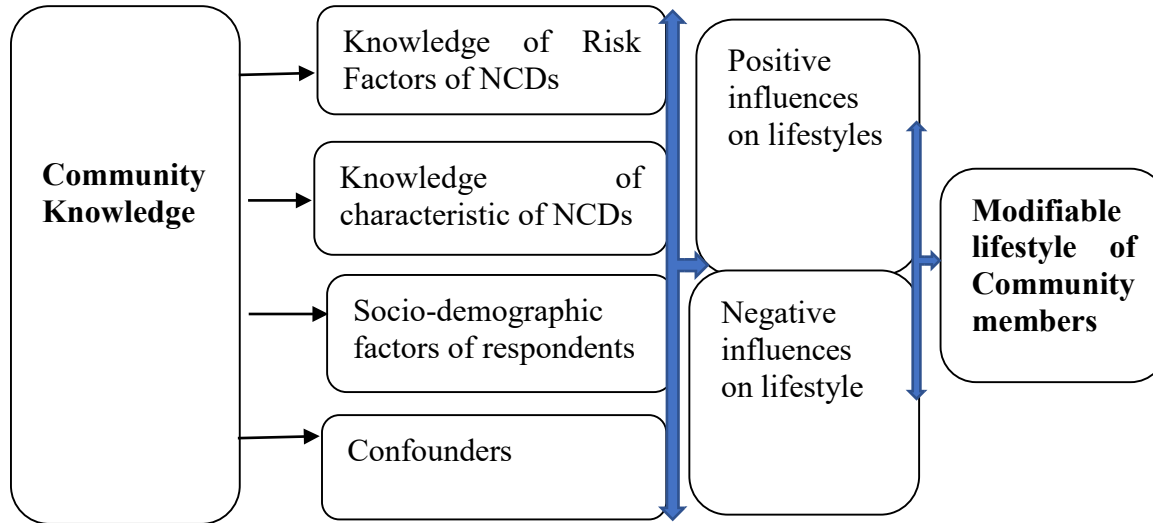 Community
Knowledge
Knowledge of Risk
Factors of NCDs
Knowledge of
characteristic of NCDs
Socio-demographic
factors of respondents
Confounders
Positive
influences
on lifestyles
Negative
influences
on lifestyle
Modifiable
lifestyle of
Community
members